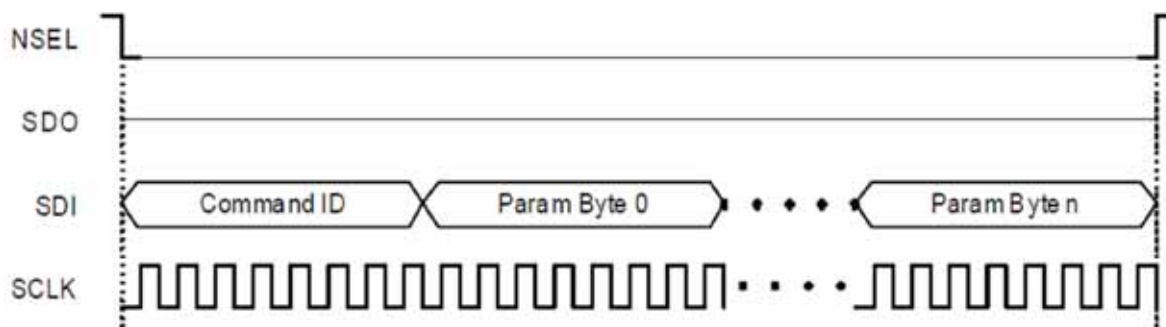 NSEL
SDO
SDI Command ID Param Byte 0 Param Byte n
SCLK